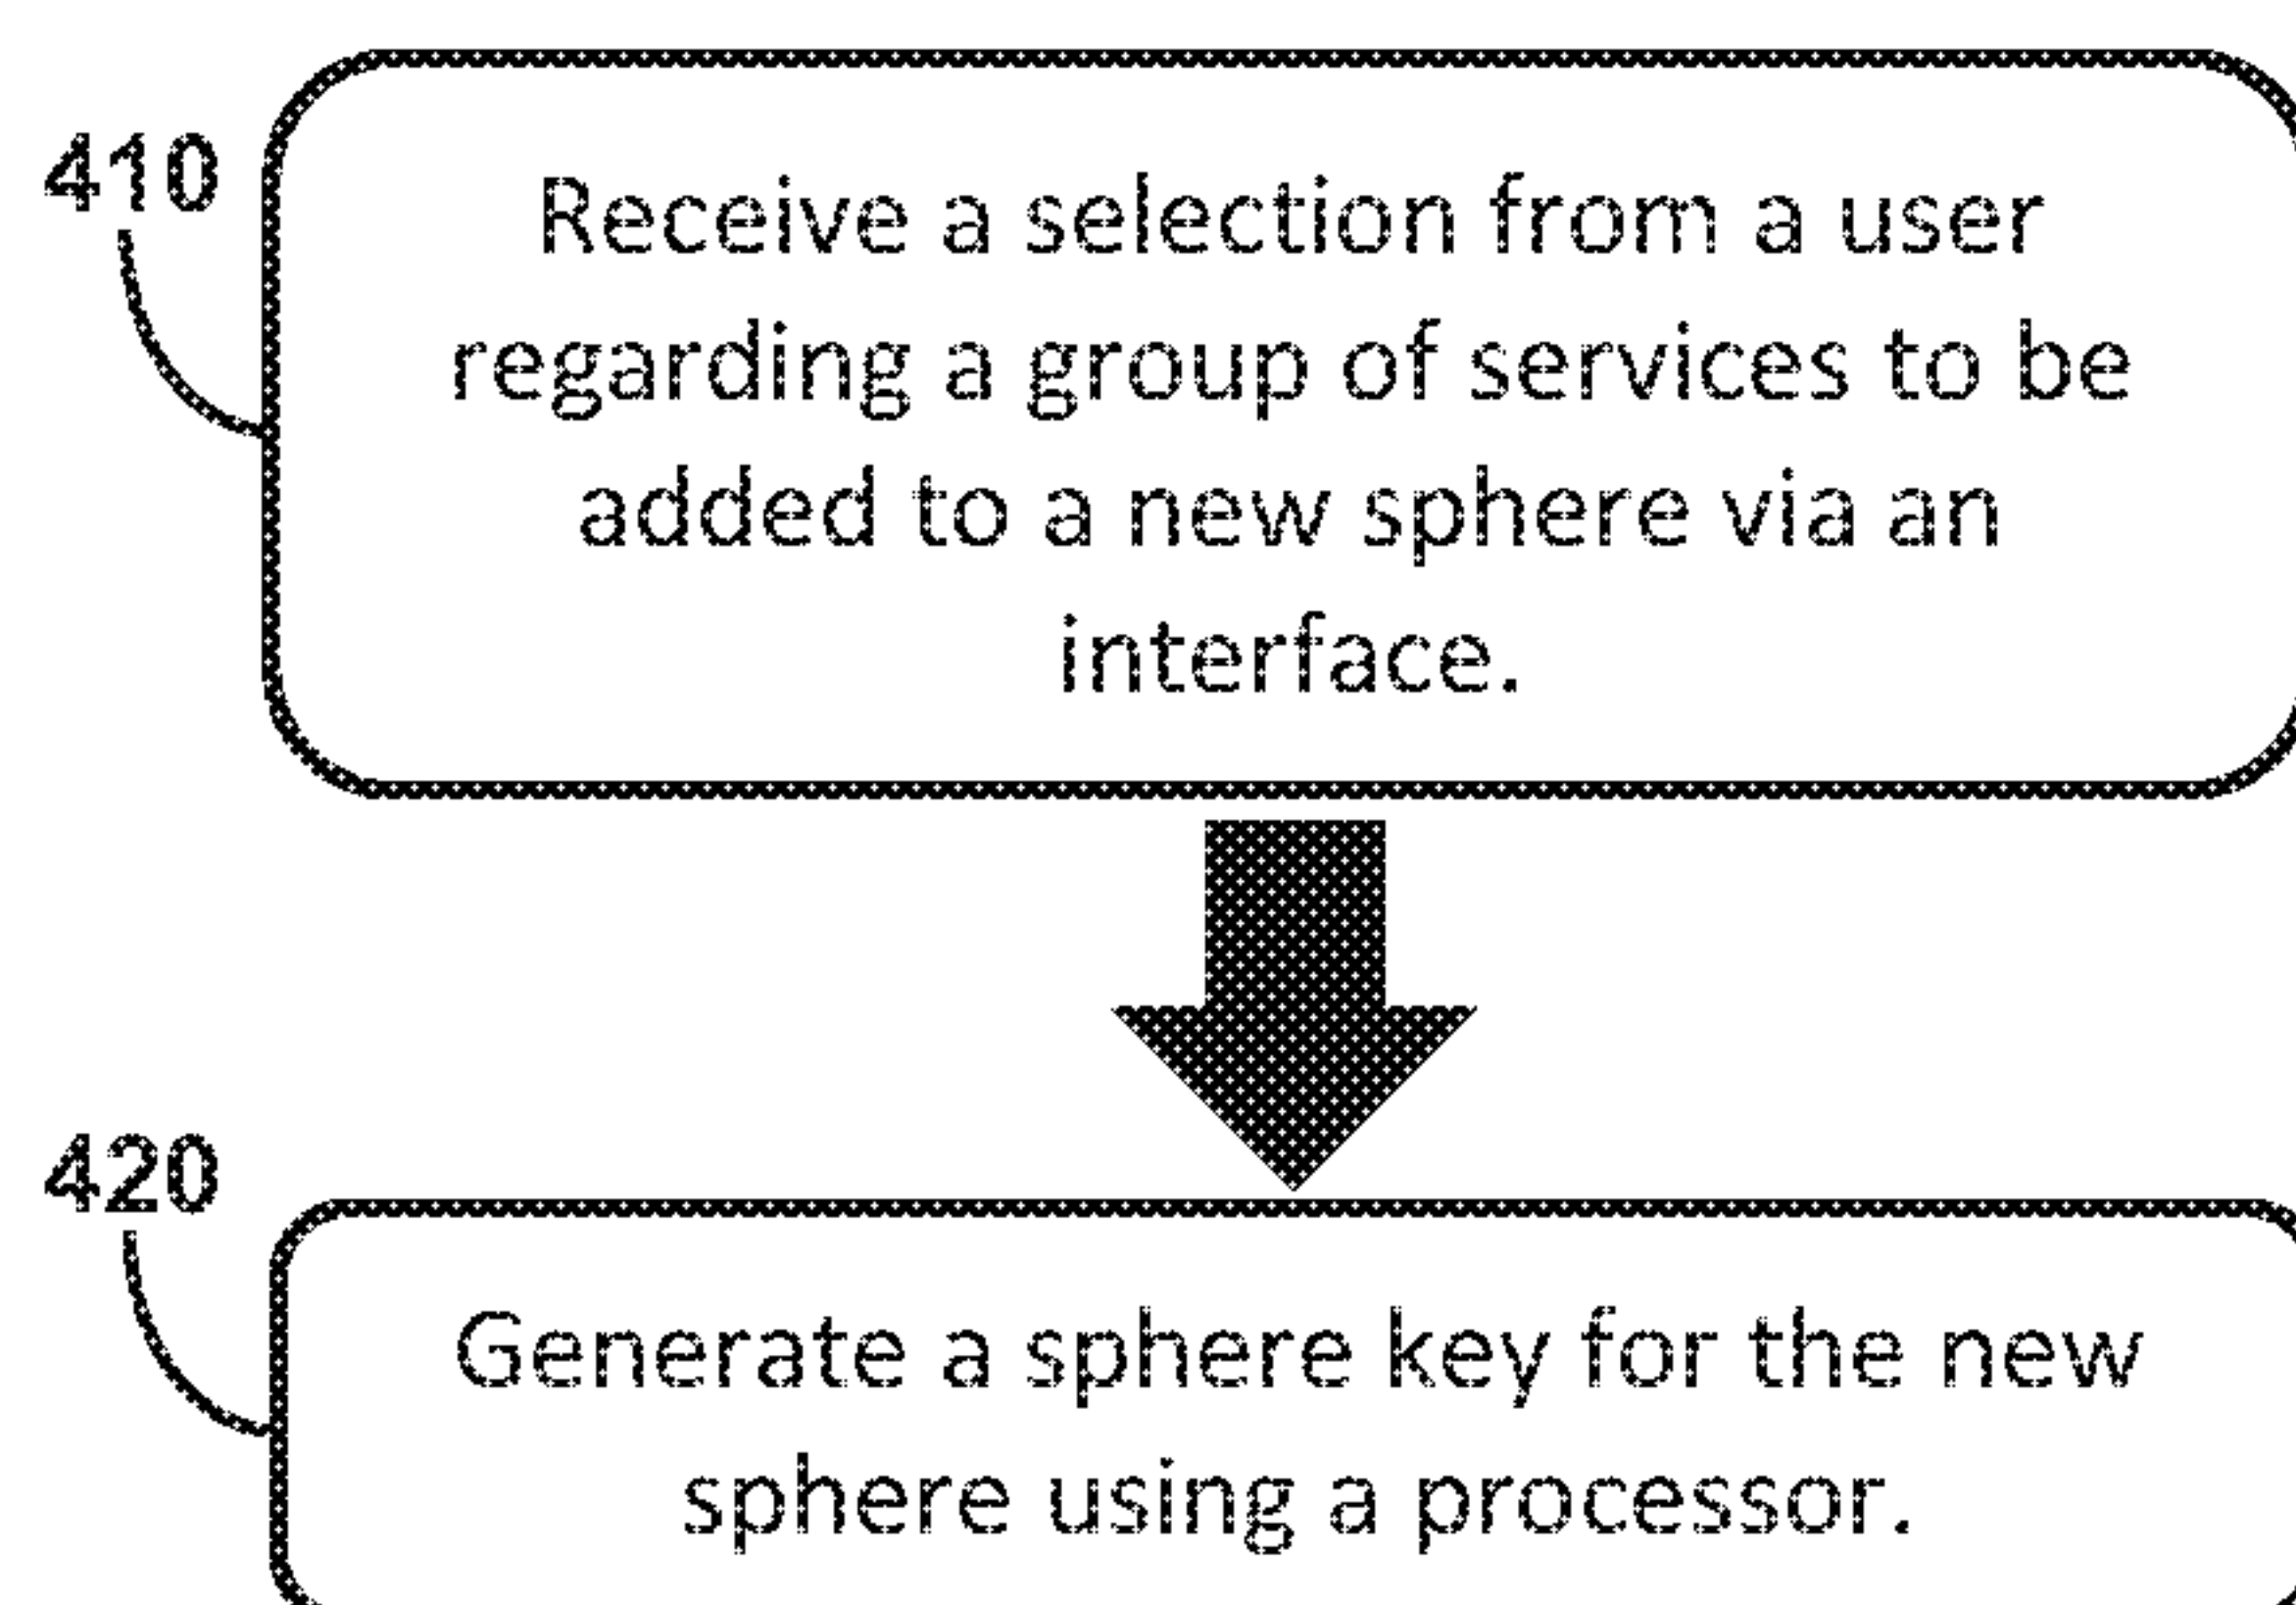 410
Receive a selection from a user
regarding a group of services to be
added to a new sphere via an
interface.
420
Generate a sphere key for the new
sphere using a processor.